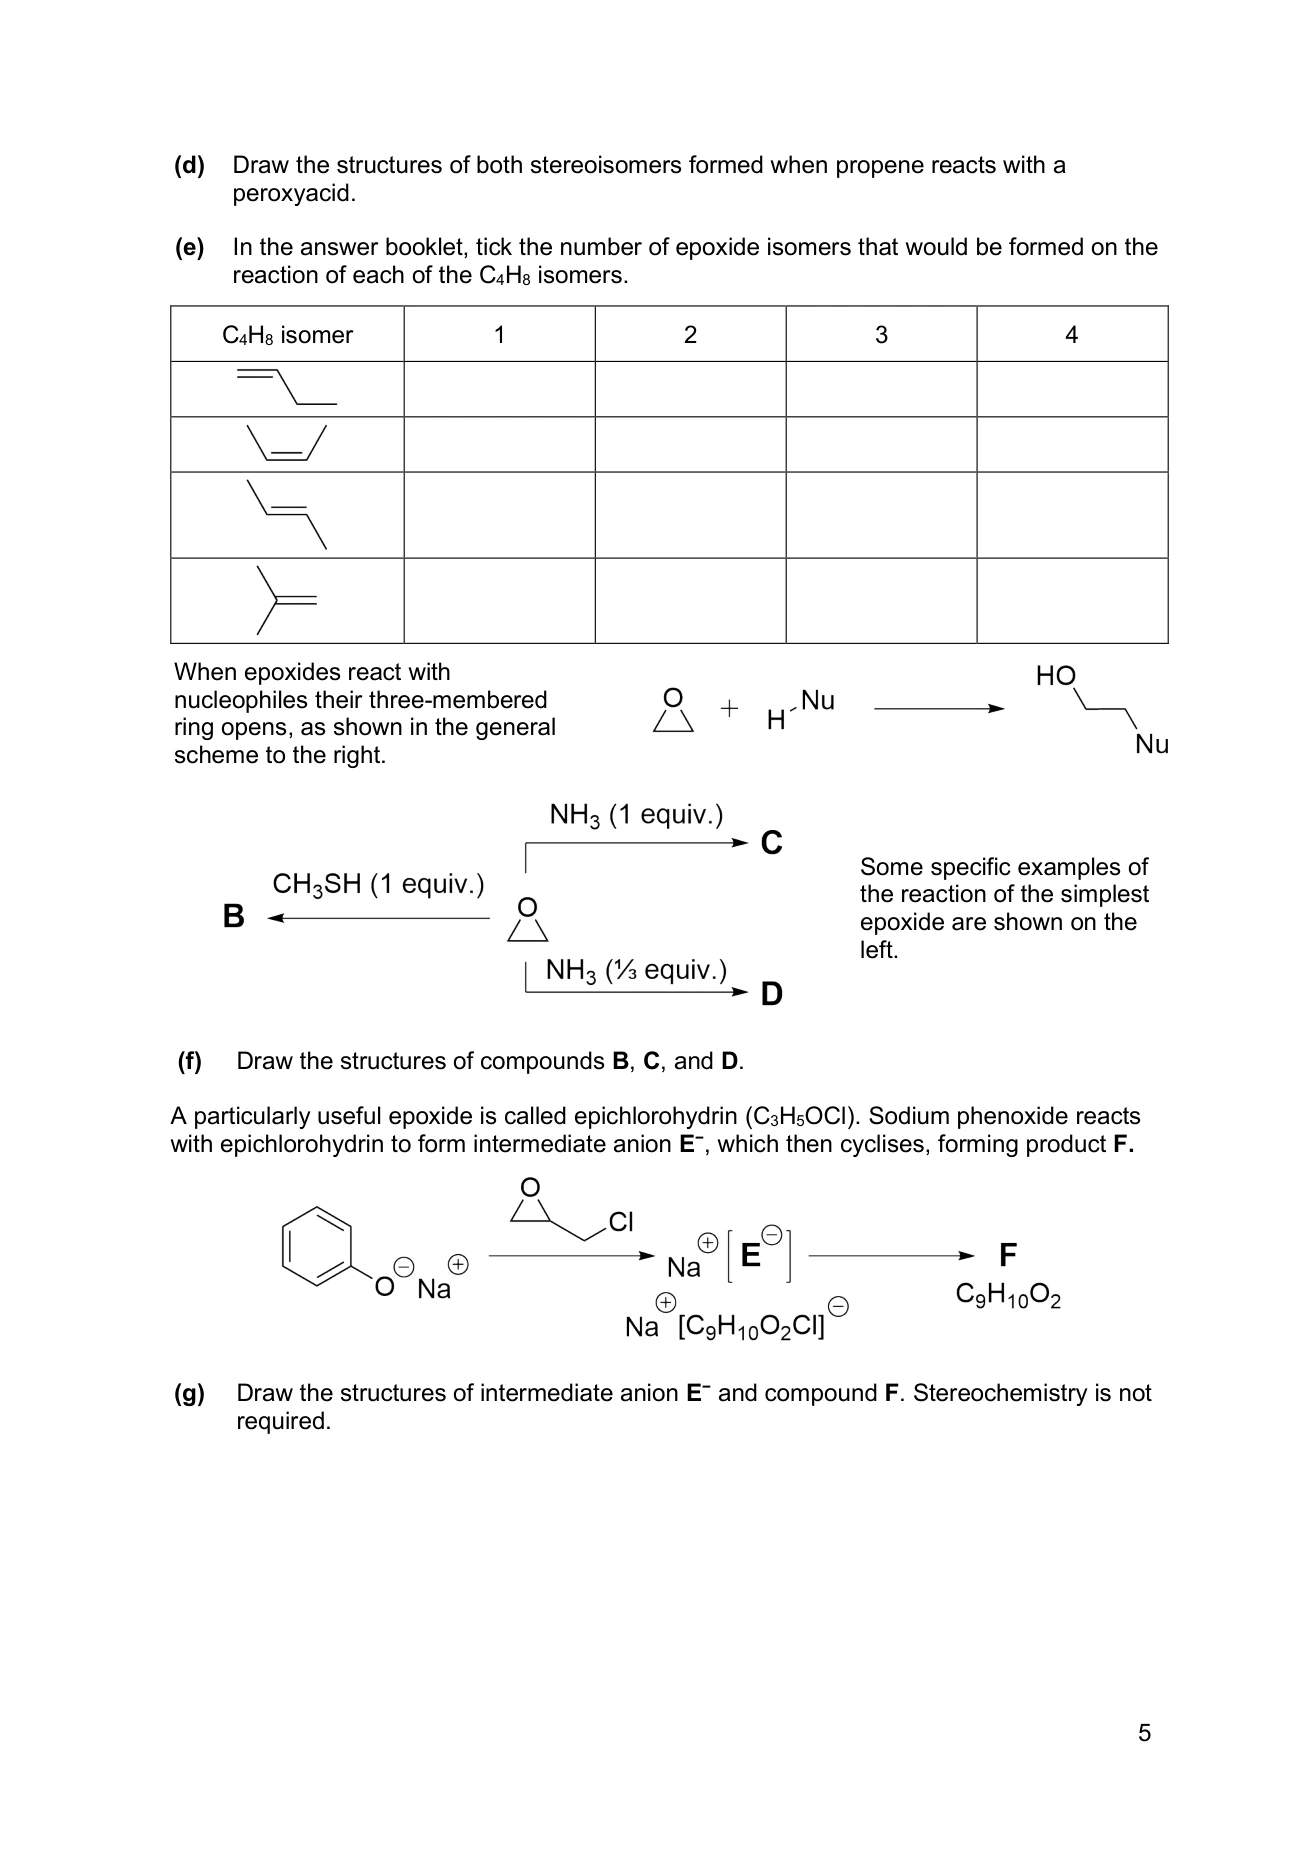 (d) Draw the structures of both stereoisomers formed when propene reacts with a
peroxyacid.
(e) In the answer booklet, tick the number of epoxide isomers that would be formed on the
reaction of each of the C₄H₈ isomers.
C₄H₈ isomer 1 2 3 4
When epoxides react with
nucleophiles their three-membered
ring opens, as shown in the general
scheme to the right.
O + H Nu HO Nu
NH₃ (1 equiv.) C
CH₃SH (1 equiv.)
B O
NH₃ (⅓ equiv.) D
Some specific examples of
the reaction of the simplest
epoxide are shown on the
left.
(f) Draw the structures of compounds B, C, and D.
A particularly useful epoxide is called epichlorohydrin (C₃H₅OCl). Sodium phenoxide reacts
with epichlorohydrin to form intermediate anion E⁻, which then cyclises, forming product F.
O Cl
O⊖ Na⊕ Na⊕ [E⊖] F
C₉H₁₀O₂
Na⊕ [C₉H₁₀O₂Cl]⊖
(g) Draw the structures of intermediate anion E⁻ and compound F. Stereochemistry is not
required.
5